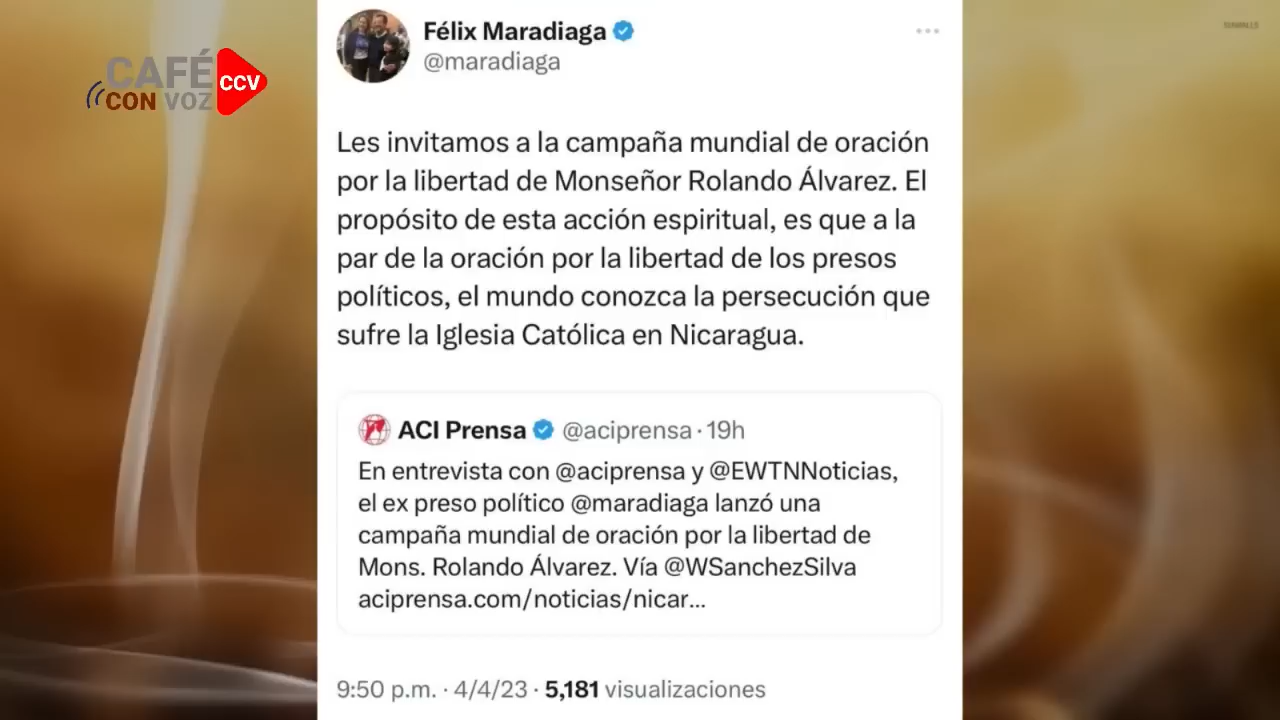 CAFÉ
CON VOZ
CCV
Félix Maradiaga
@maradiaga
Les invitamos a la campaña mundial de oración
por la libertad de Monseñor Rolando Álvarez. El
propósito de esta acción espiritual, es que a la
par de la oración por la libertad de los presos
políticos, el mundo conozca la persecución que
sufre la Iglesia Católica en Nicaragua.
ACI Prensa @aciprensa · 19h
En entrevista con @aciprensa y @EWTNNoticias,
el ex preso político @maradiaga lanzó una
campaña mundial de oración por la libertad de
Mons. Rolando Álvarez. Vía @WSanchezSilva
aciprensa.com/noticias/nicar...
9:50 p.m. · 4/4/23 · 5,181 visualizaciones